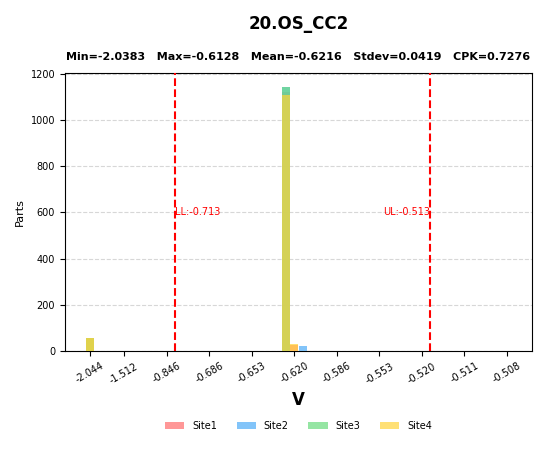 20.OS_CC2
Min=-2.0383 Max=-0.6128 Mean=-0.6216 Stdev=0.0419 CPK=0.7276
1200
1000
800
600
400
200
0
Parts
LL:-0.713 UL:-0.513
-2.044 -1.512 -0.846 -0.686 -0.653 -0.620 -0.586 -0.553 -0.520 -0.511 -0.508
V
Site1 Site2 Site3 Site4